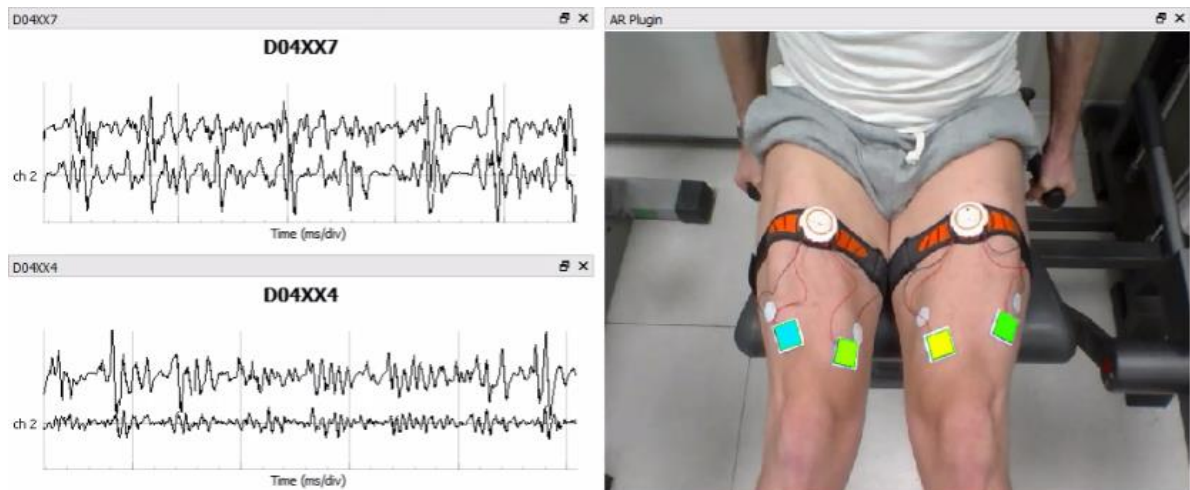 D04XX7
D04XX7
ch 2
Time (ms/div)
D04XX4
D04XX4
ch 2
Time (ms/div)
AR Plugin